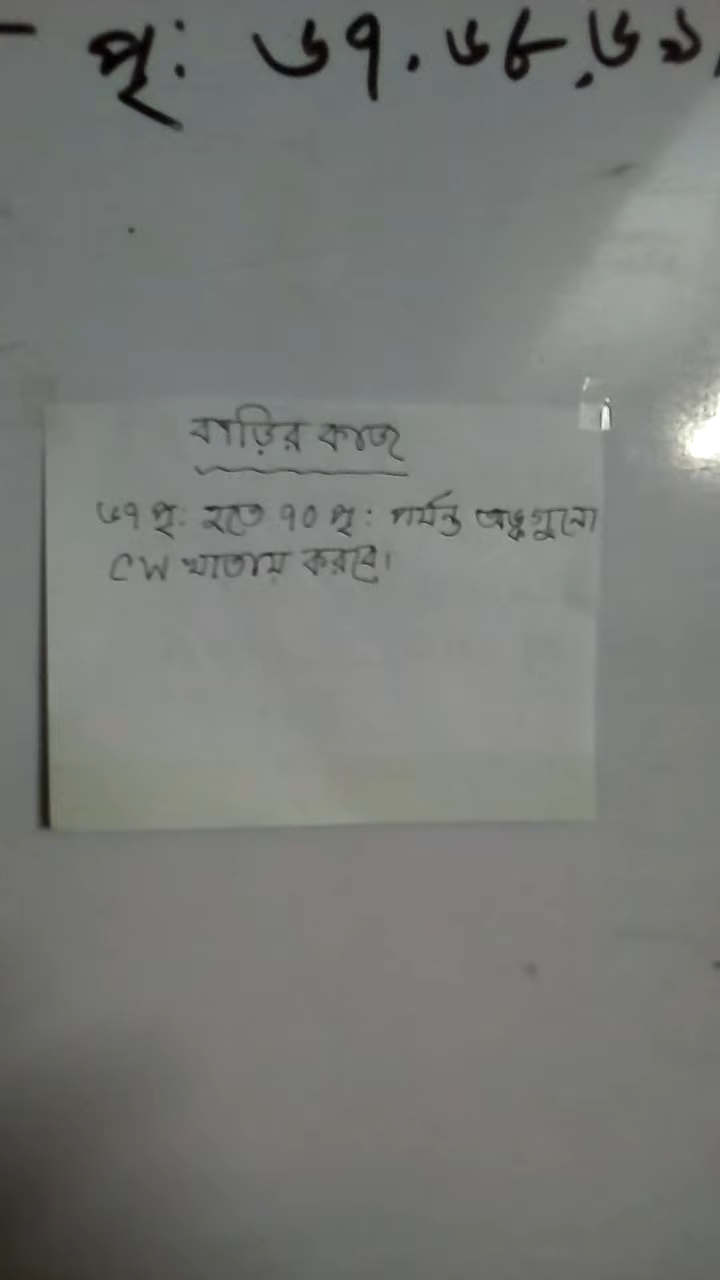 - পৃ: ৬৭. ৬৮, ৬৯,
বাড়ির কাজ
৬৭ পৃ: হতে ৭০ পৃ: পর্যন্ত অঙ্কগুলো
CW খাতায় করবে।